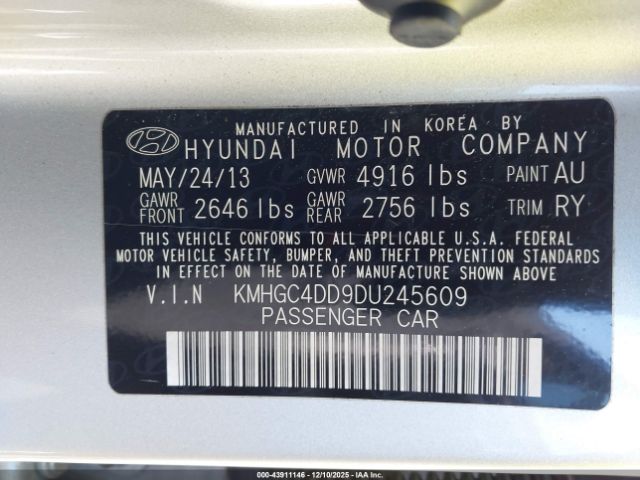 MANUFACTURED IN KOREA BY
HYUNDAI MOTOR COMPANY
MAY/24/13 GVWR 4916 lbs PAINT AU
GAWR FRONT 2646 lbs GAWR REAR 2756 lbs TRIM RY
THIS VEHICLE CONFORMS TO ALL APPLICABLE U.S.A. FEDERAL
MOTOR VEHICLE SAFETY, BUMPER, AND THEFT PREVENTION STANDARDS
IN EFFECT ON THE DATE OF MANUFACTURE SHOWN ABOVE
V.I.N KMHGC4DD9DU245609
PASSENGER CAR
000-43911146 - 12/10/2025 - IAA Inc.